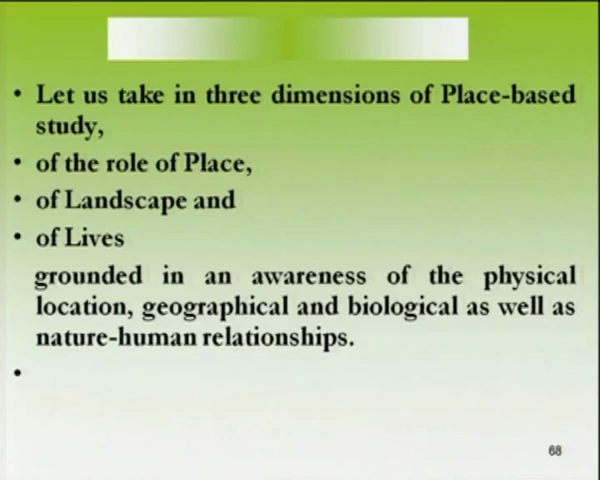 • Let us take in three dimensions of Place-based
study,
• of the role of Place,
• of Landscape and
• of Lives
grounded in an awareness of the physical
location, geographical and biological as well as
nature-human relationships.
•
68